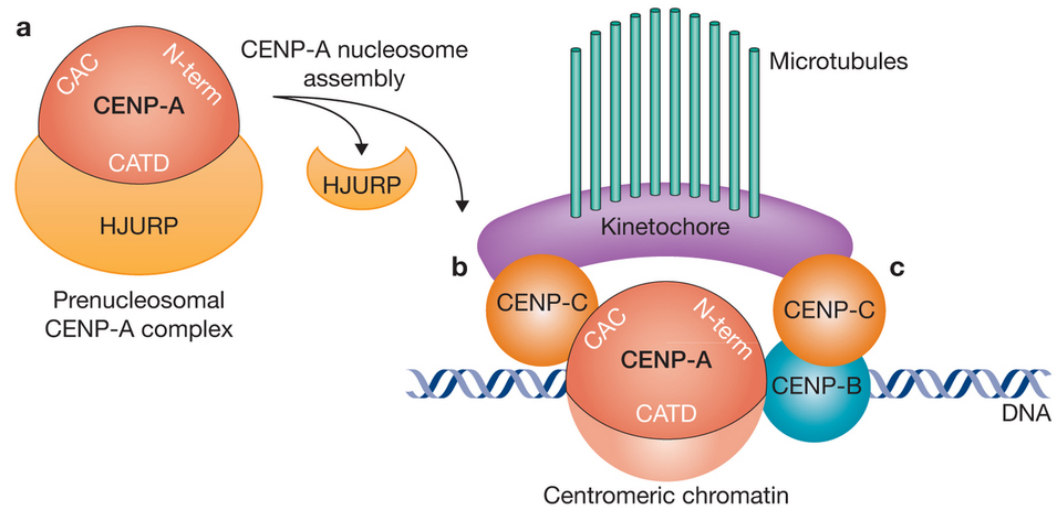 a
CAC
N-term
CENP-A
CATD
HJURP
Prenucleosomal
CENP-A complex
CENP-A nucleosome
assembly
HJURP
Microtubules
Kinetochore
b
c
CENP-C
CENP-C
CAC
N-term
CENP-A
CENP-B
CATD
DNA
Centromeric chromatin